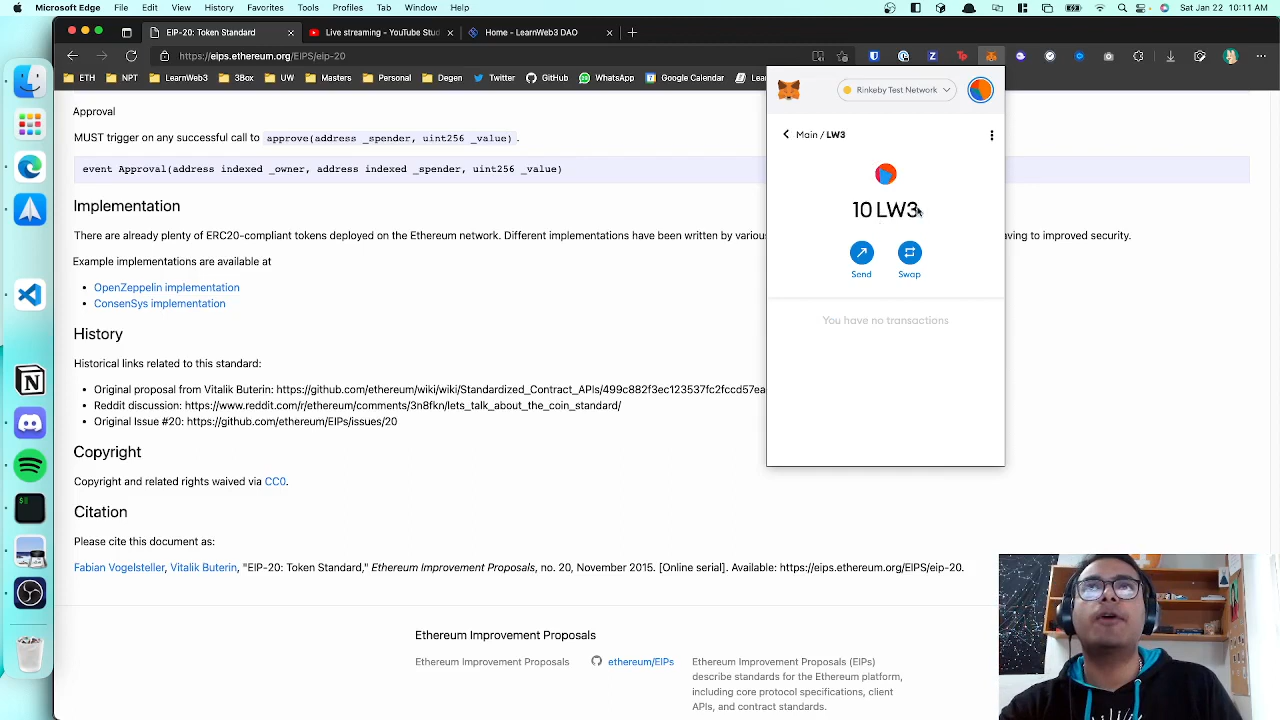 Microsoft Edge File Edit View History Favorites Tools Profiles Tab Window Help Sat Jan 22 10:11 AM
EIP-20: Token Standard Live streaming - YouTube Stud Home - LearnWeb3 DAO
https://eips.ethereum.org/EIPS/eip-20
ETH NPT LearnWeb3 3Box UW Masters Personal Degen Twitter GitHub WhatsApp Google Calendar
Approval
MUST trigger on any successful call to approve(address _spender, uint256 _value).
event Approval(address indexed _owner, address indexed _spender, uint256 _value)
Implementation
There are already plenty of ERC20-compliant tokens deployed on the Ethereum network. Different implementations have been written by various
aving to improved security.
Example implementations are available at
• OpenZeppelin implementation
• ConsenSys implementation
History
Historical links related to this standard:
• Original proposal from Vitalik Buterin: https://github.com/ethereum/wiki/wiki/Standardized_Contract_APIs/499c882f3ec123537fc2fccd57ea
• Reddit discussion: https://www.reddit.com/r/ethereum/comments/3n8fkn/lets_talk_about_the_coin_standard/
• Original Issue #20: https://github.com/ethereum/EIPs/issues/20
Copyright
Copyright and related rights waived via CC0.
Citation
Please cite this document as:
Fabian Vogelsteller, Vitalik Buterin, "EIP-20: Token Standard," Ethereum Improvement Proposals, no. 20, November 2015. [Online serial]. Available: https://eips.ethereum.org/EIPS/eip-20.
Ethereum Improvement Proposals
Ethereum Improvement Proposals
ethereum/EIPs
Ethereum Improvement Proposals (EIPs)
describe standards for the Ethereum platform,
including core protocol specifications, client
APIs, and contract standards.
Rinkeby Test Network
Main / LW3
10 LW3
Send Swap
You have no transactions